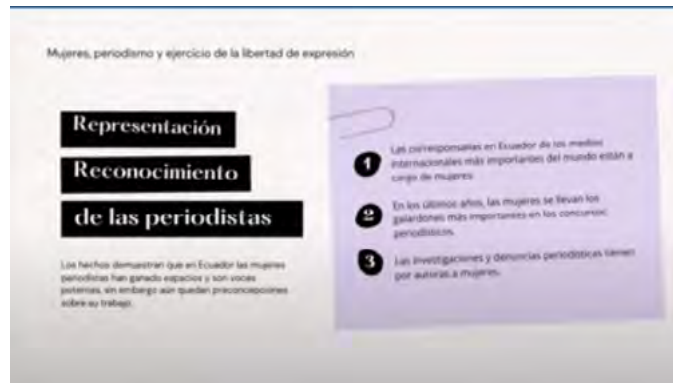 Mujeres, periodismo y ejercicio de la libertad de expresión
Representación
Reconocimiento
de las periodistas
Los hechos demuestran que en Ecuador las mujeres
periodistas han ganado espacios y son voces
potentes, sin embargo aún quedan preconcepciones
sobre su trabajo.
1
Las corresponsalías en Ecuador de los medios
internacionales más importantes del mundo están a
cargo de mujeres.
2
En los últimos años, las mujeres se llevan los
galardones más importantes en los concursos
periodísticos.
3
Las investigaciones y denuncias periodísticas tienen
por autoras a mujeres.